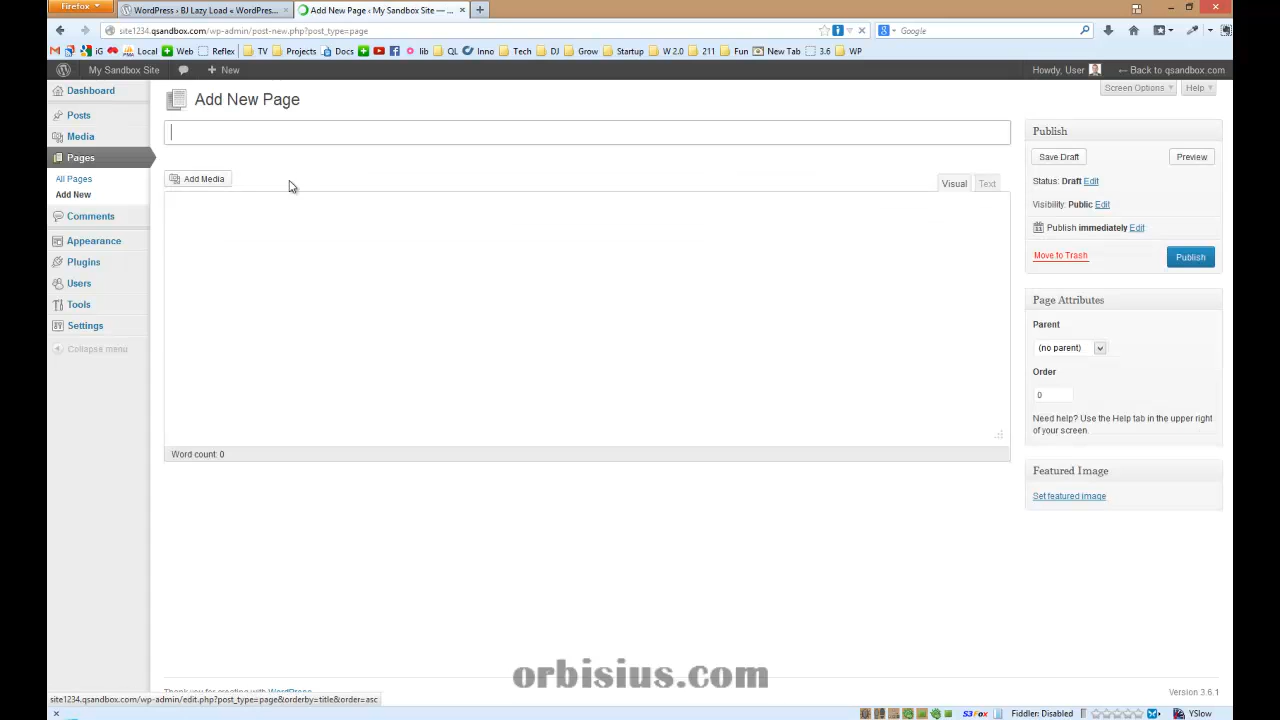 Firefox
WordPress › BJ Lazy Load « WordPres...
Add New Page ‹ My Sandbox Site — ...
site1234.qsandbox.com/wp-admin/post-new.php?post_type=page
Google
Local
Web
Reflex
TV
Projects
Docs
lib
QL
Inno
Tech
DJ
Grow
Startup
W 2.0
211
Fun
New Tab
3.6
WP
My Sandbox Site
+ New
Howdy, User
← Back to qsandbox.com
Dashboard
Posts
Media
Pages
All Pages
Add New
Comments
Appearance
Plugins
Users
Tools
Settings
Collapse menu
Add New Page
Screen Options
Help
Add Media
Visual
Text
Word count: 0
Publish
Save Draft
Preview
Status: Draft Edit
Visibility: Public Edit
Publish immediately Edit
Move to Trash
Publish
Page Attributes
Parent
(no parent)
Order
0
Need help? Use the Help tab in the upper right
of your screen.
Featured Image
Set featured image
orbisius.com
Thank you for creating with WordPress.
Version 3.6.1
site1234.qsandbox.com/wp-admin/edit.php?post_type=page&orderby=title&order=asc
S3Fox
Fiddler: Disabled
YSlow